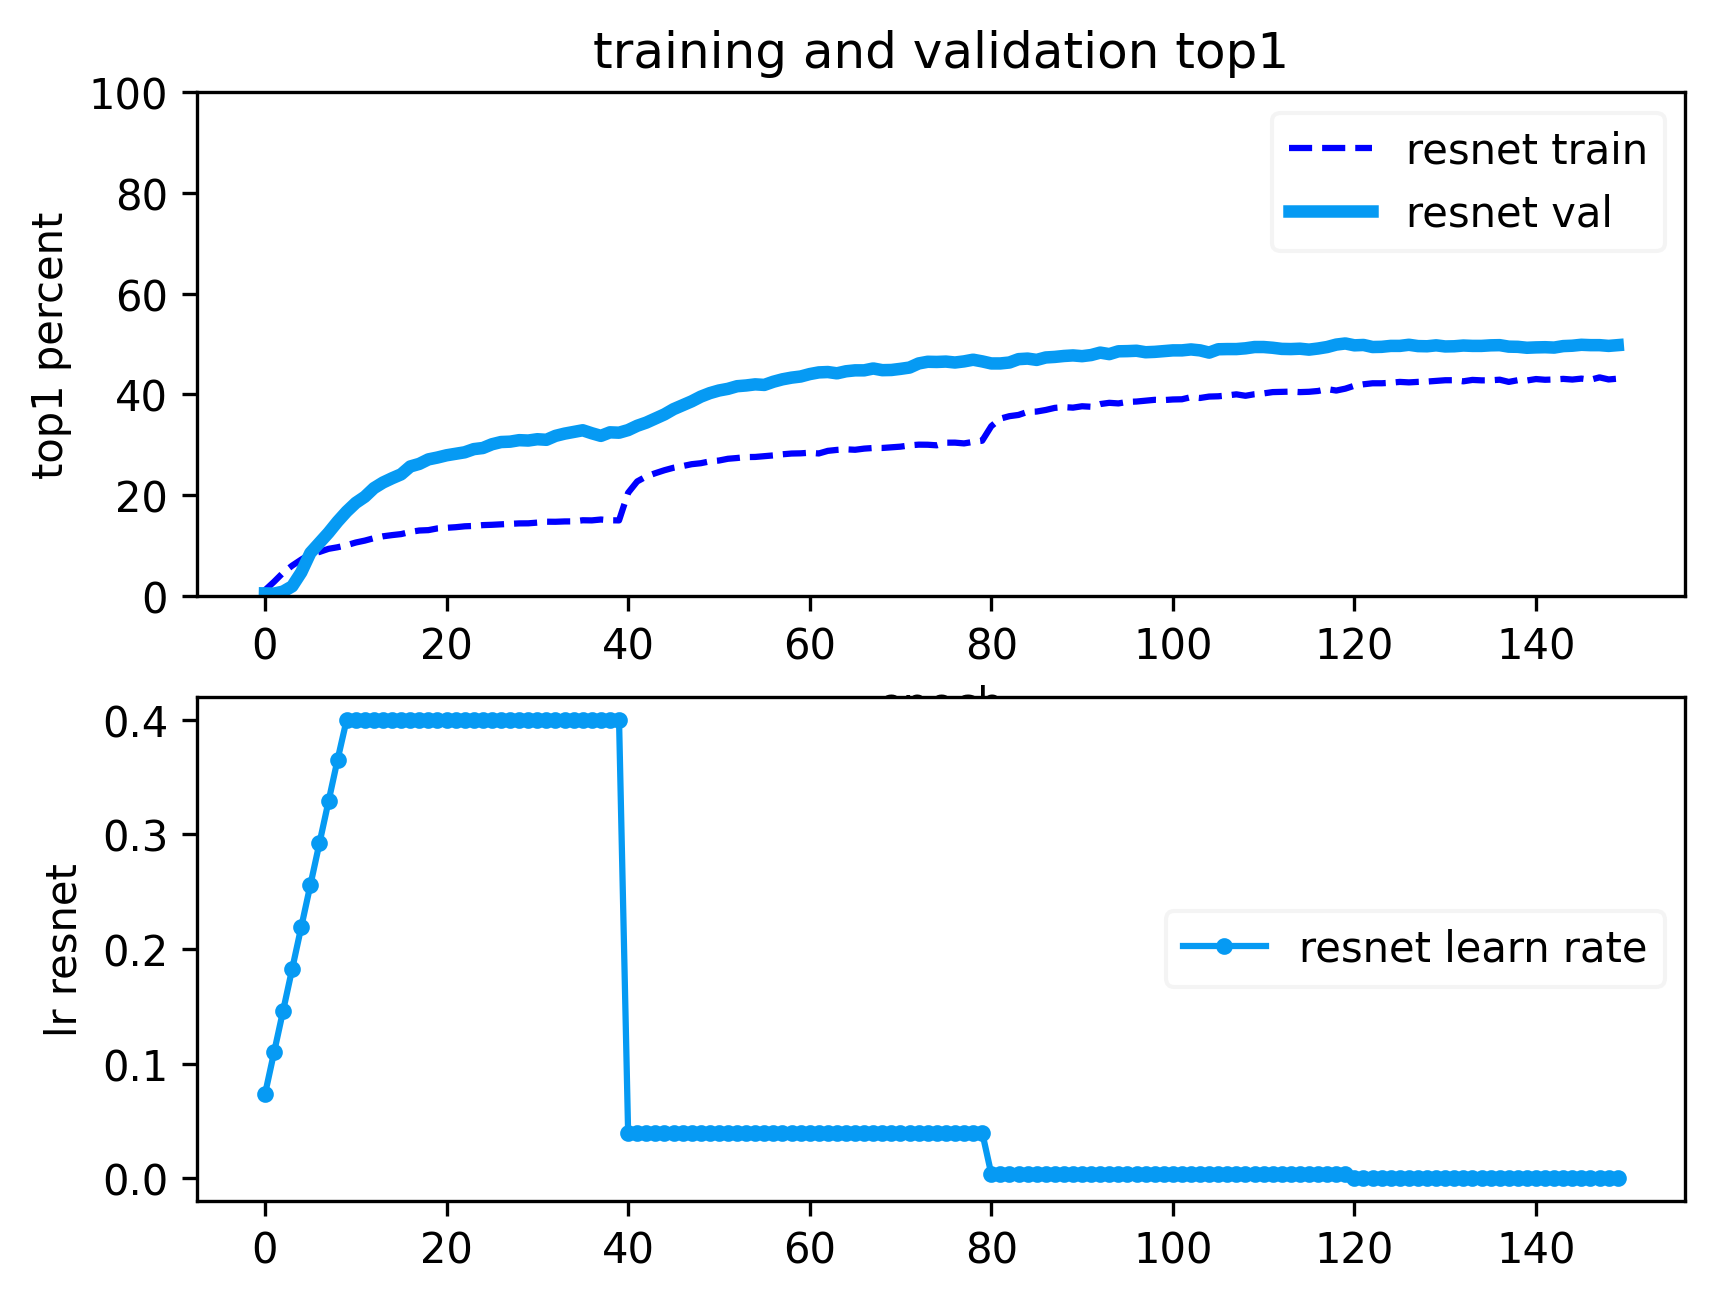 training and validation top1
100
80
60
40
20
0
top1 percent
resnet train
resnet val
0 20 40 60 80 100 120 140
0.4
0.3
0.2
0.1
0.0
lr resnet
resnet learn rate
0 20 40 60 80 100 120 140